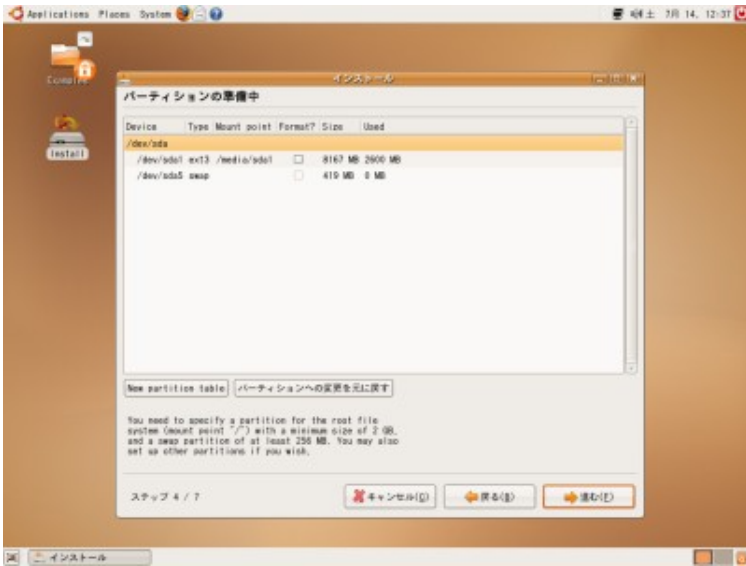 Applications Places System
7月 14, 12:37
Install
インストール
パーティションの準備中
Device Type Mount point Format? Size Used
/dev/sda
/dev/sda1 ext3 /media/sda1 8167 MB 2600 MB
/dev/sda5 swap 419 MB 0 MB
New partition table パーティションへの変更を元に戻す
You need to specify a partition for the root file
system (mount point "/") with a minimum size of 2 GB,
and a swap partition of at least 256 MB. You may also
set up other partitions if you wish.
ステップ 4 / 7
キャンセル(C) 戻る(B) 進む(F)
インストール